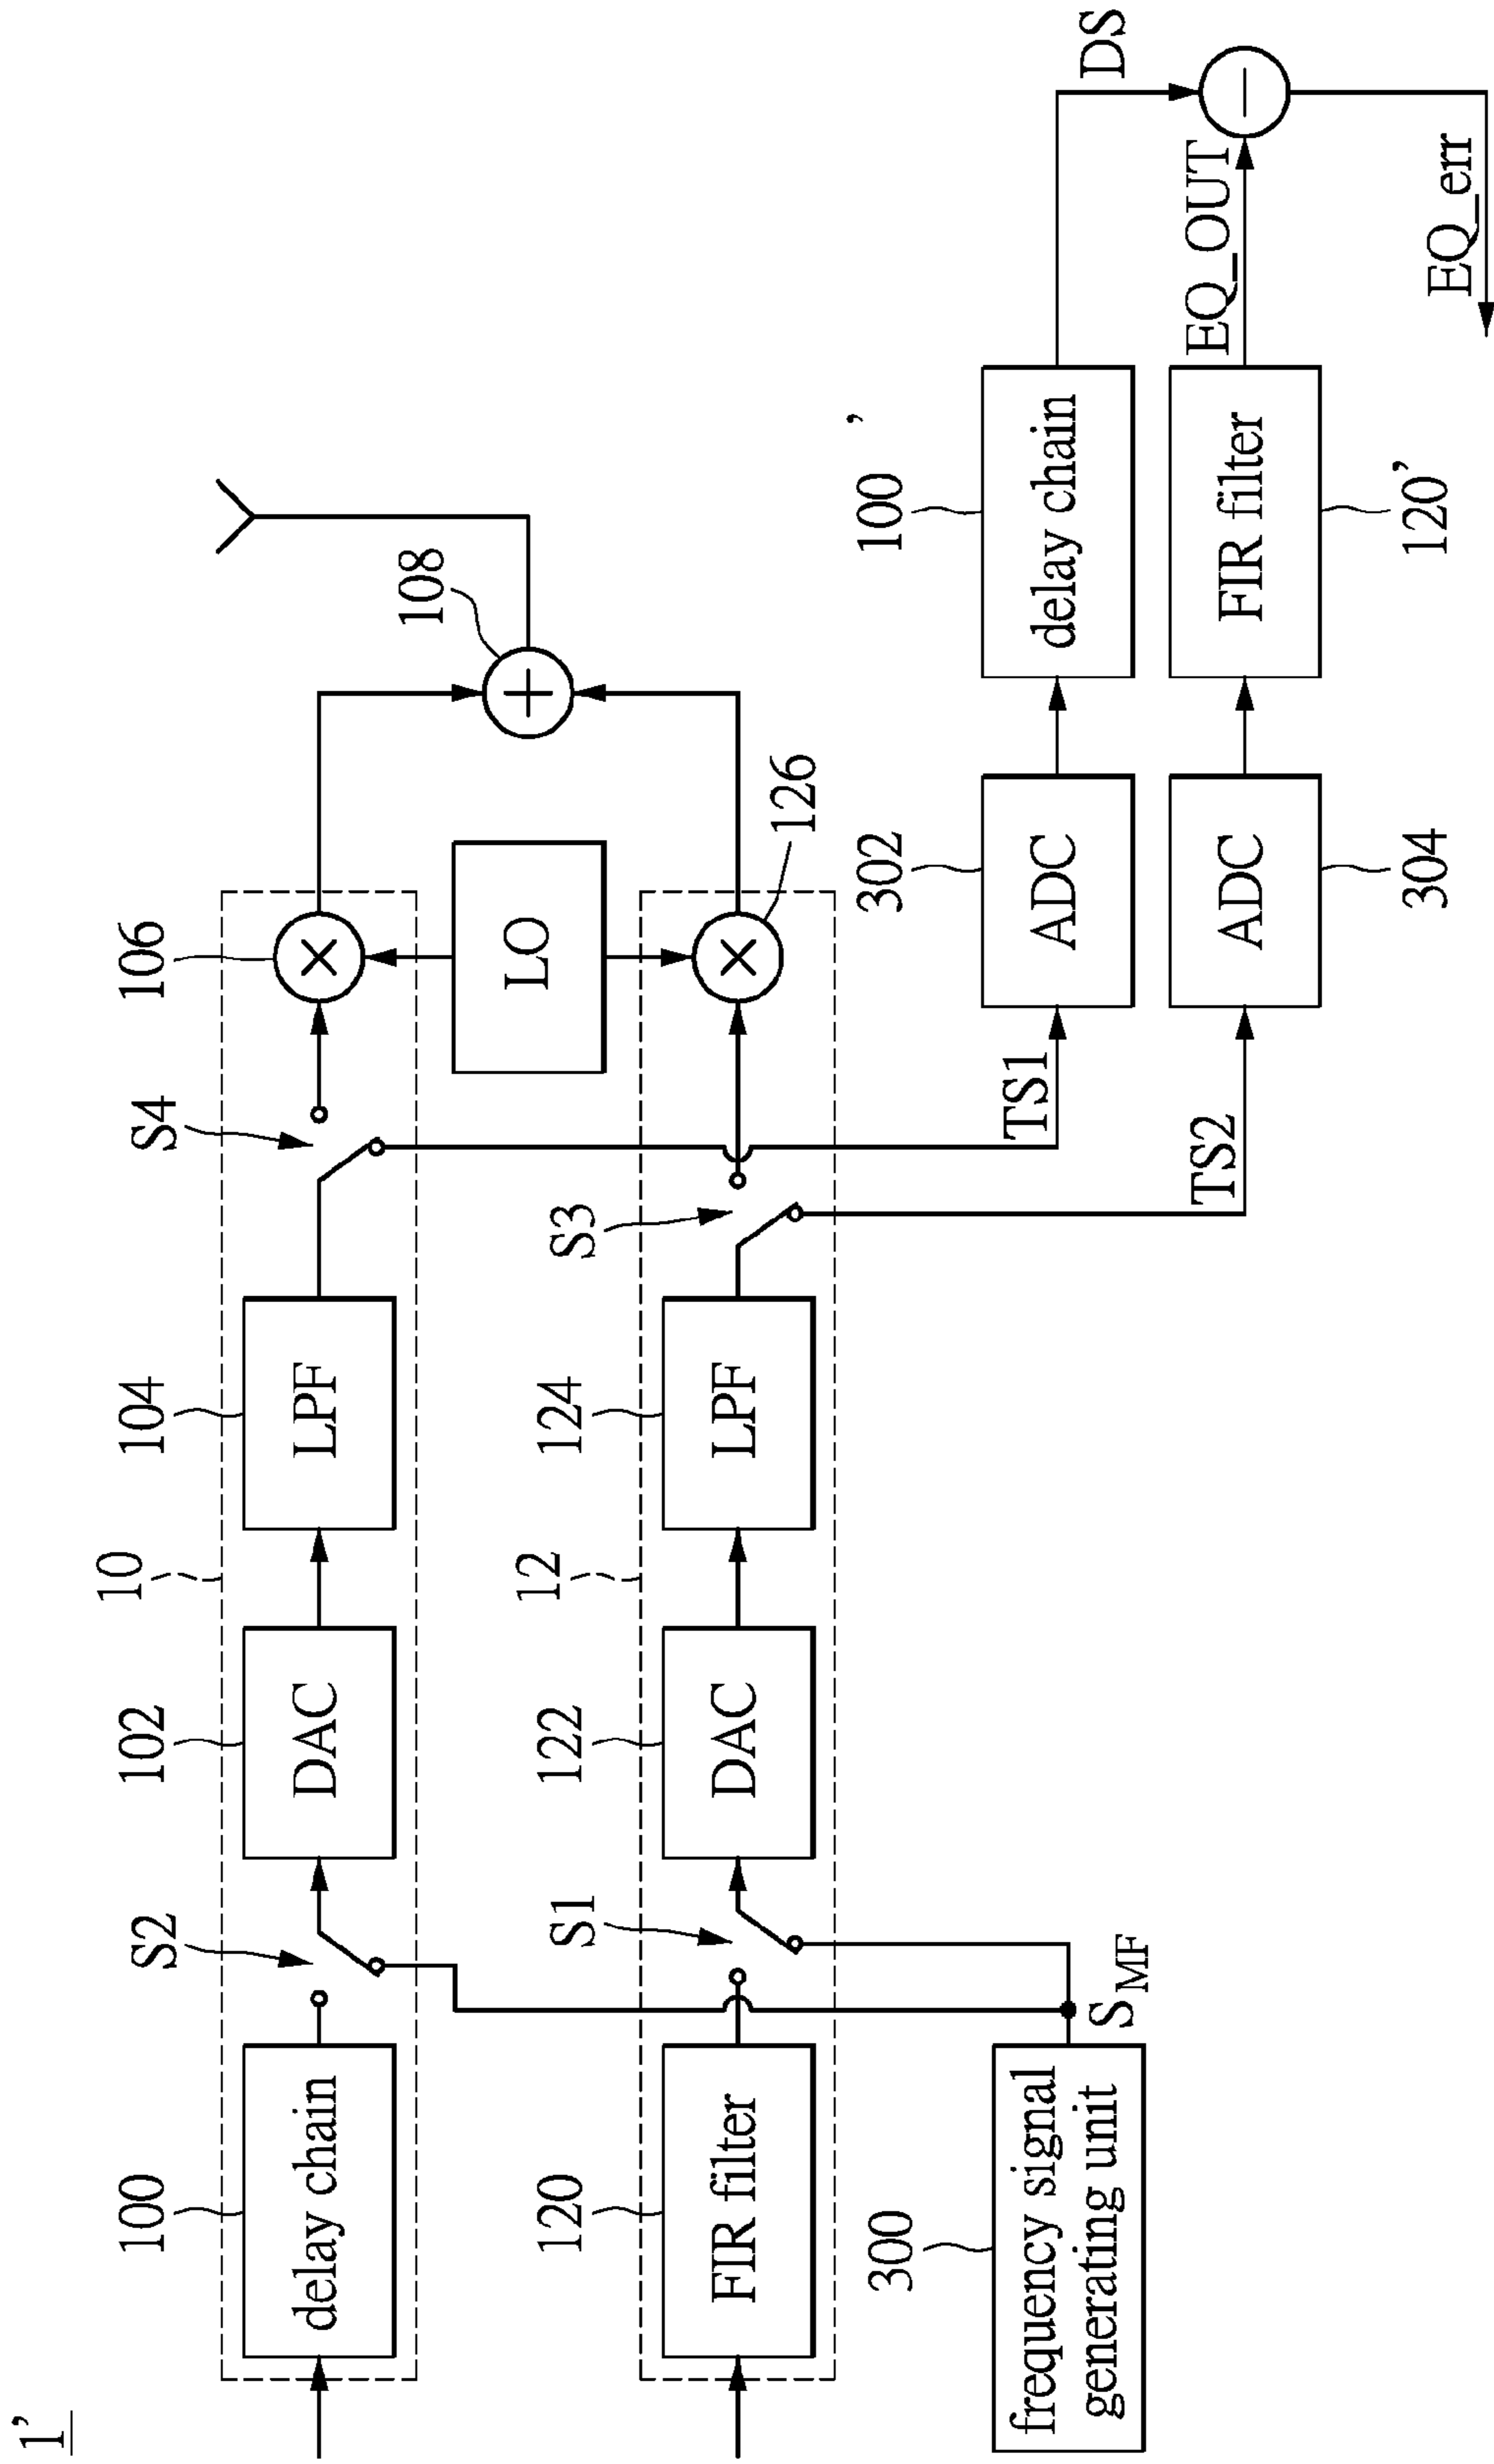 1'
10
100
delay chain
S2
102
DAC
104
LPF
S4
106
108
LO
12
120
FIR filter
S1
122
DAC
124
LPF
S3
126
300
frequency signal
generating unit
S MF
TS1
302
ADC
100'
delay chain
DS
TS2
304
ADC
120'
FIR filter
EQ_OUT
EQ_err